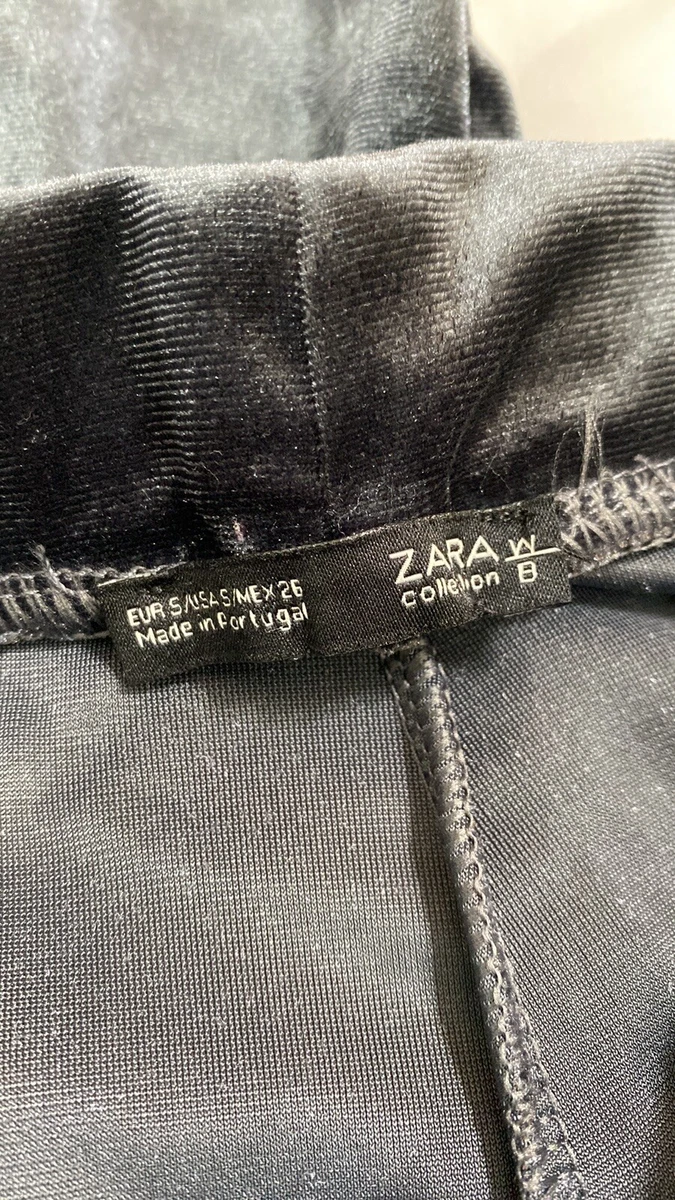 EUR S/USA S/MEX 26
Made in Portugal
ZARA W/B
collection